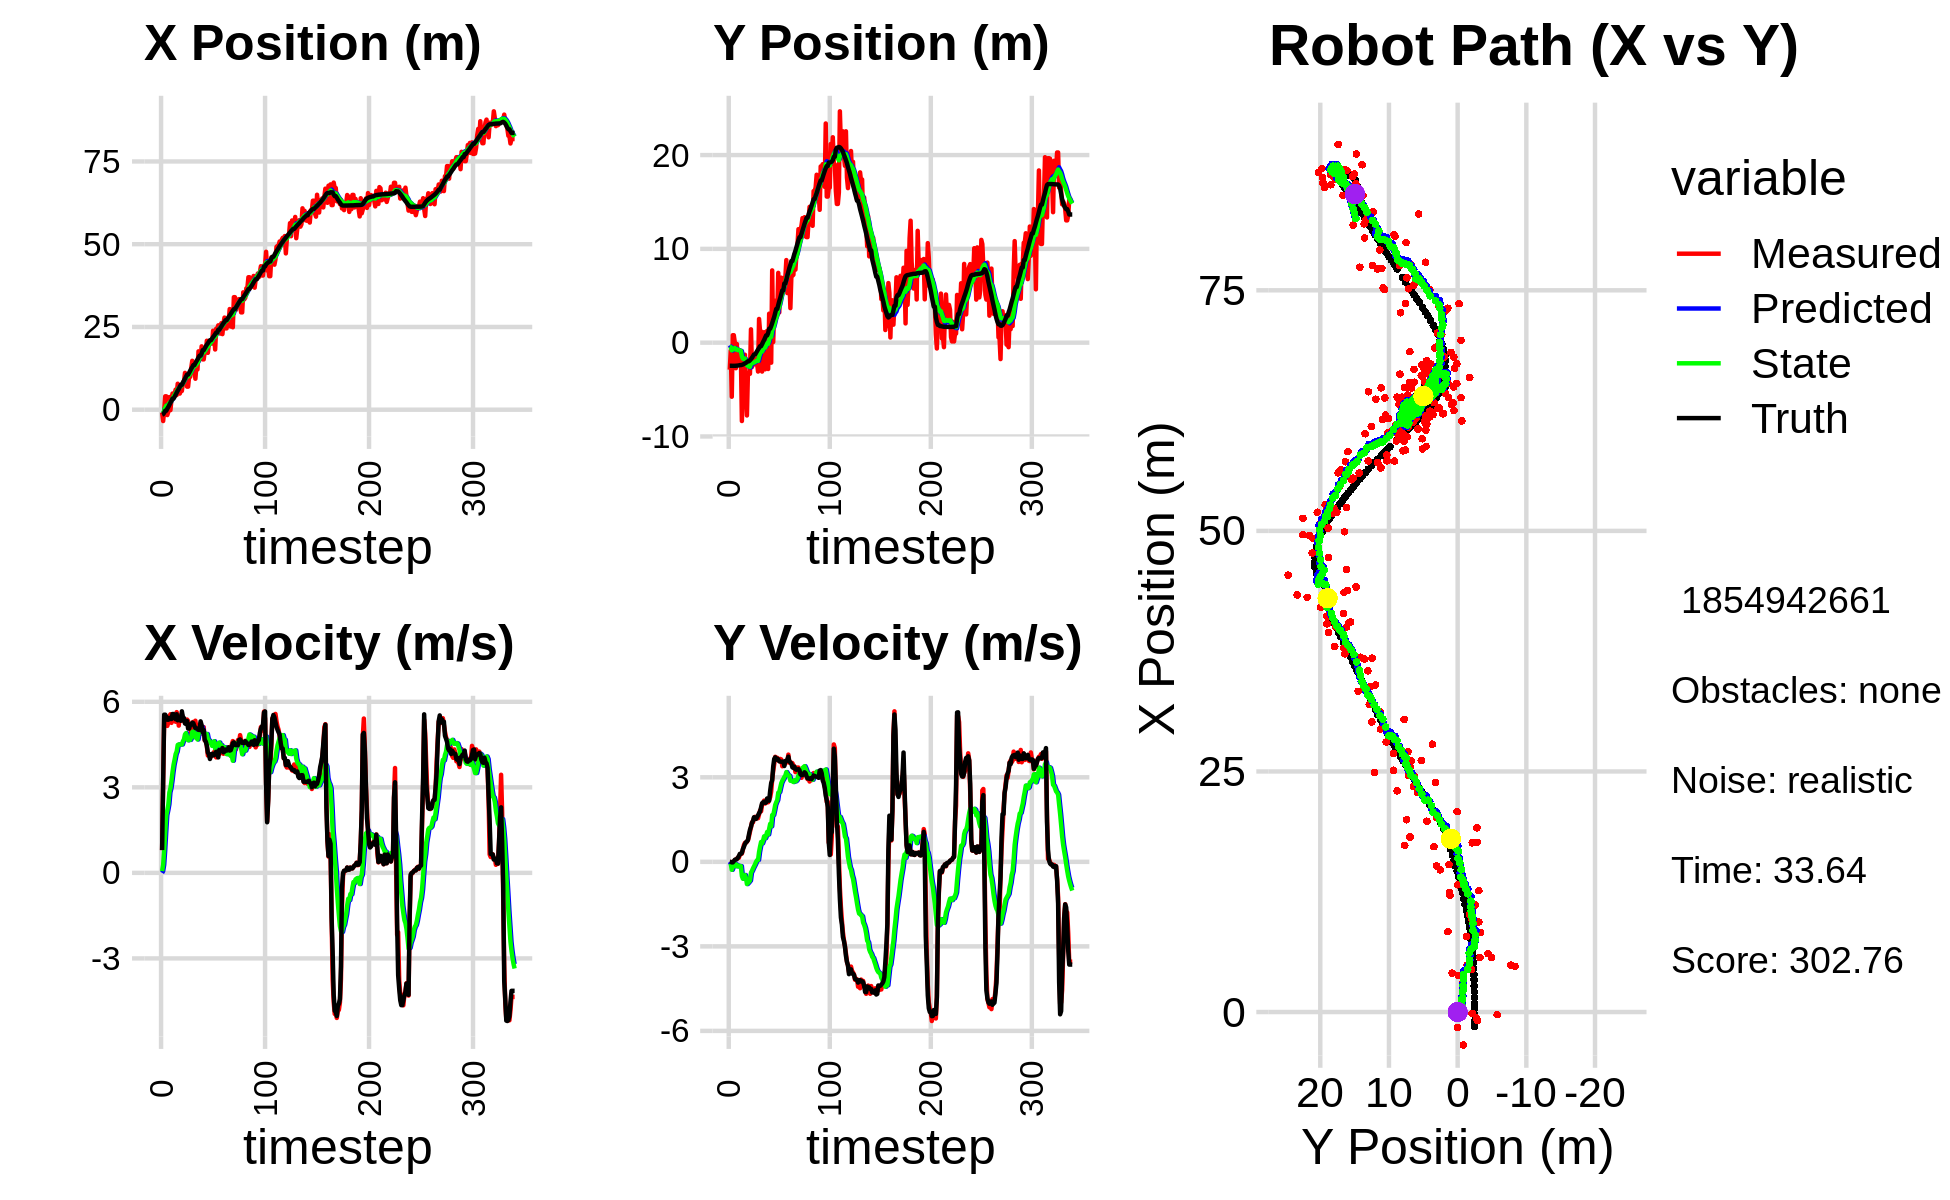 X Position (m)
75
50
25
0
0 100 200 300
timestep
Y Position (m)
20
10
0
-10
0 100 200 300
timestep
X Velocity (m/s)
6
3
0
-3
0 100 200 300
timestep
Y Velocity (m/s)
3
0
-3
-6
0 100 200 300
timestep
Robot Path (X vs Y)
X Position (m)
75
50
25
0
20 10 0 -10 -20
Y Position (m)
variable
Measured
Predicted
State
Truth
1854942661
Obstacles: none
Noise: realistic
Time: 33.64
Score: 302.76